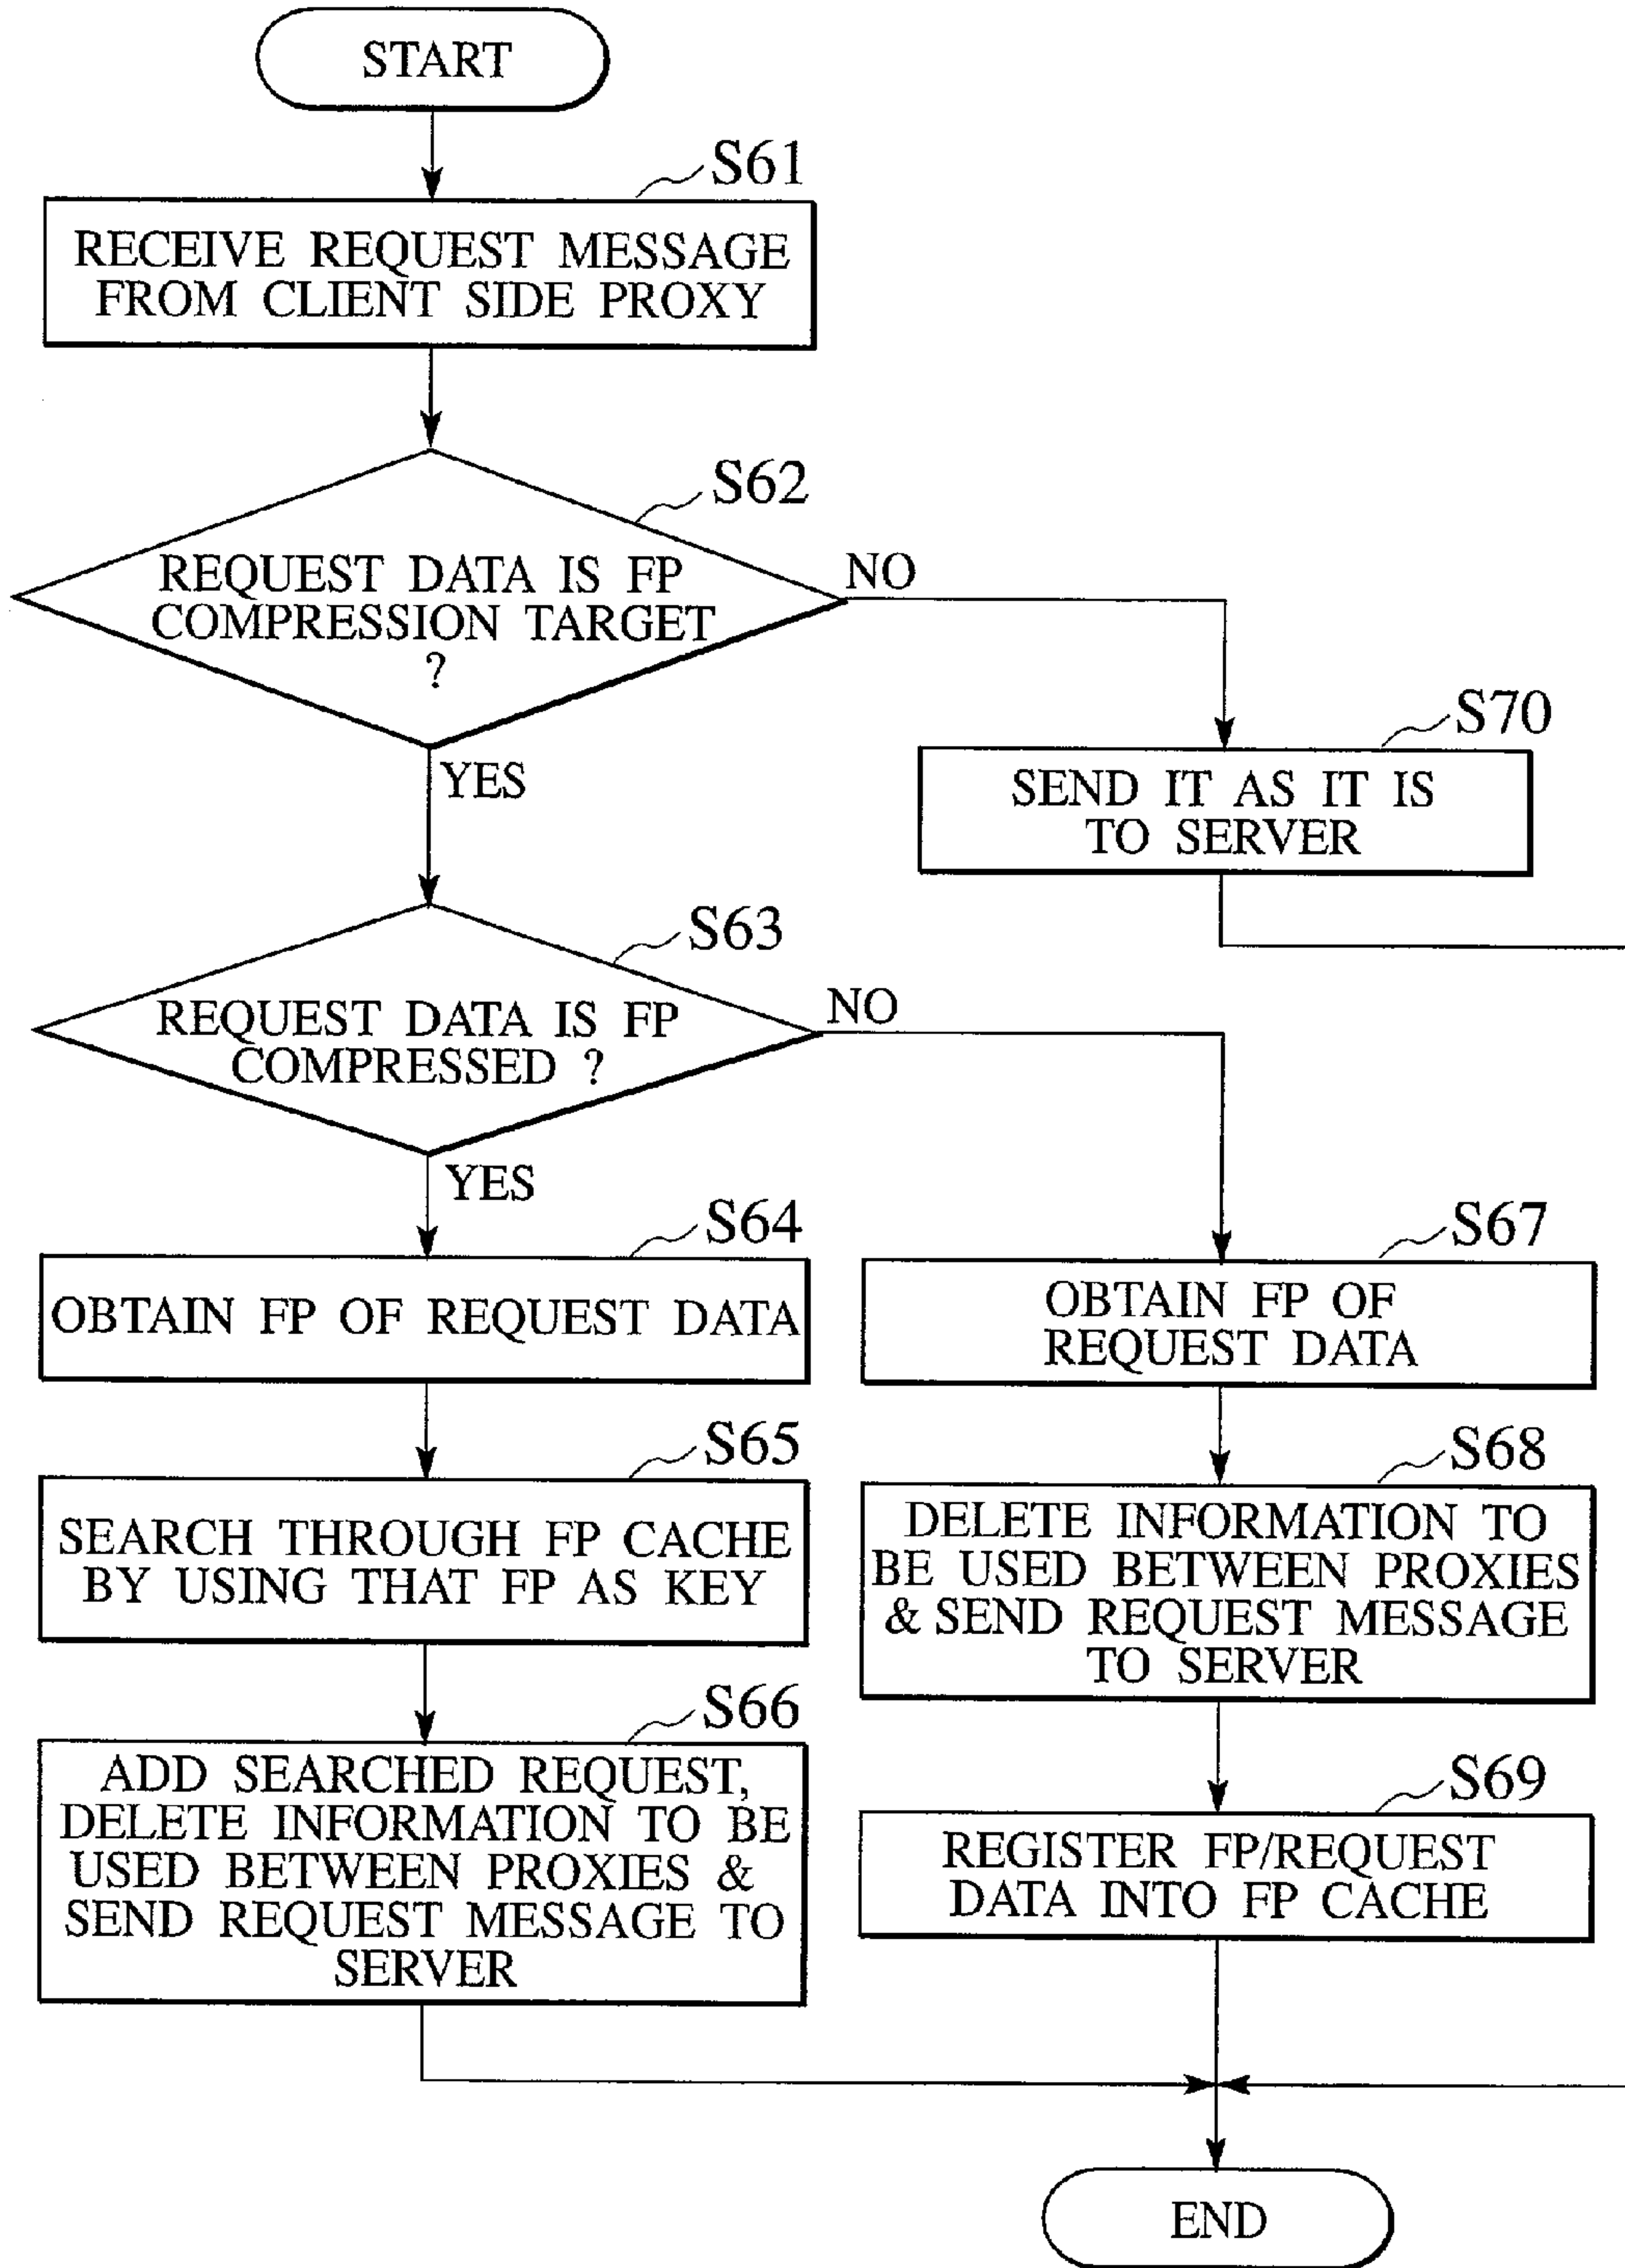 START
S61
RECEIVE REQUEST MESSAGE
FROM CLIENT SIDE PROXY
S62
REQUEST DATA IS FP
COMPRESSION TARGET
?
NO
YES
S70
SEND IT AS IT IS
TO SERVER
S63
REQUEST DATA IS FP
COMPRESSED ?
NO
YES
S64
OBTAIN FP OF REQUEST DATA
S65
SEARCH THROUGH FP CACHE
BY USING THAT FP AS KEY
S66
ADD SEARCHED REQUEST,
DELETE INFORMATION TO BE
USED BETWEEN PROXIES &
SEND REQUEST MESSAGE TO
SERVER
S67
OBTAIN FP OF
REQUEST DATA
S68
DELETE INFORMATION TO
BE USED BETWEEN PROXIES
& SEND REQUEST MESSAGE
TO SERVER
S69
REGISTER FP/REQUEST
DATA INTO FP CACHE
END